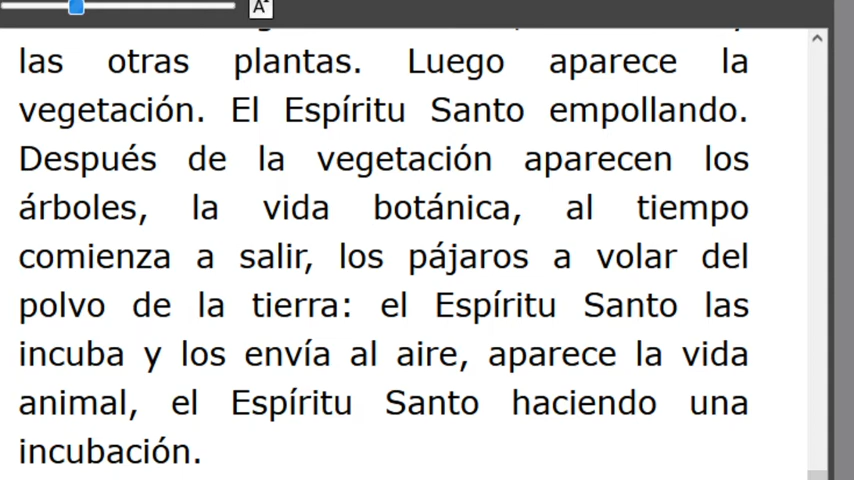 A
las otras plantas. Luego aparece la
vegetación. El Espíritu Santo empollando.
Después de la vegetación aparecen los
árboles, la vida botánica, al tiempo
comienza a salir, los pájaros a volar del
polvo de la tierra: el Espíritu Santo las
incuba y los envía al aire, aparece la vida
animal, el Espíritu Santo haciendo una
incubación.